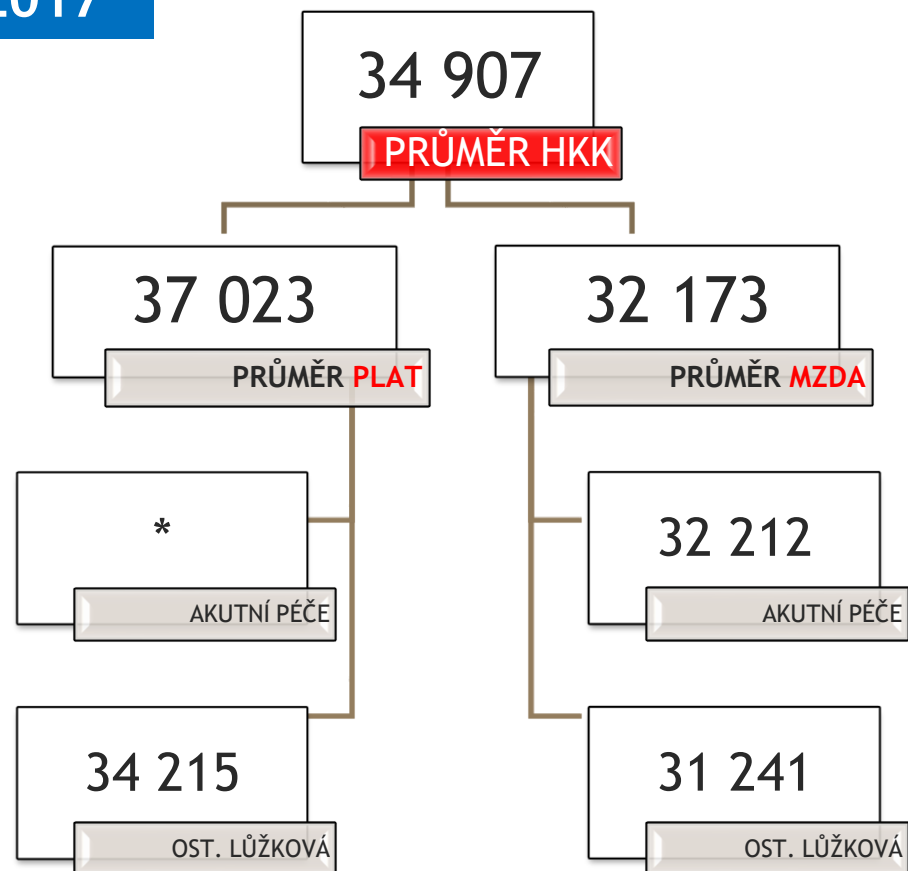 2017
34 907
PRŮMĚR HKK
37 023
PRŮMĚR PLAT
32 173
PRŮMĚR MZDA
*
AKUTNÍ PÉČE
32 212
AKUTNÍ PÉČE
34 215
OST. LŮŽKOVÁ
31 241
OST. LŮŽKOVÁ